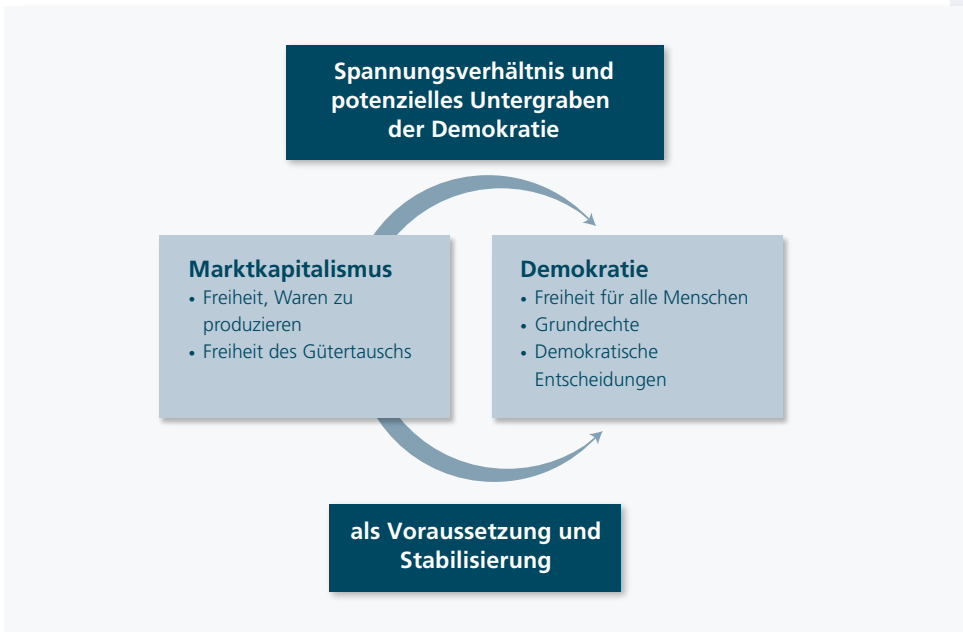 Spannungsverhältnis und
potenzielles Untergraben
der Demokratie
Marktkapitalismus
• Freiheit, Waren zu
produzieren
• Freiheit des Gütertauschs
Demokratie
• Freiheit für alle Menschen
• Grundrechte
• Demokratische
Entscheidungen
als Voraussetzung und
Stabilisierung